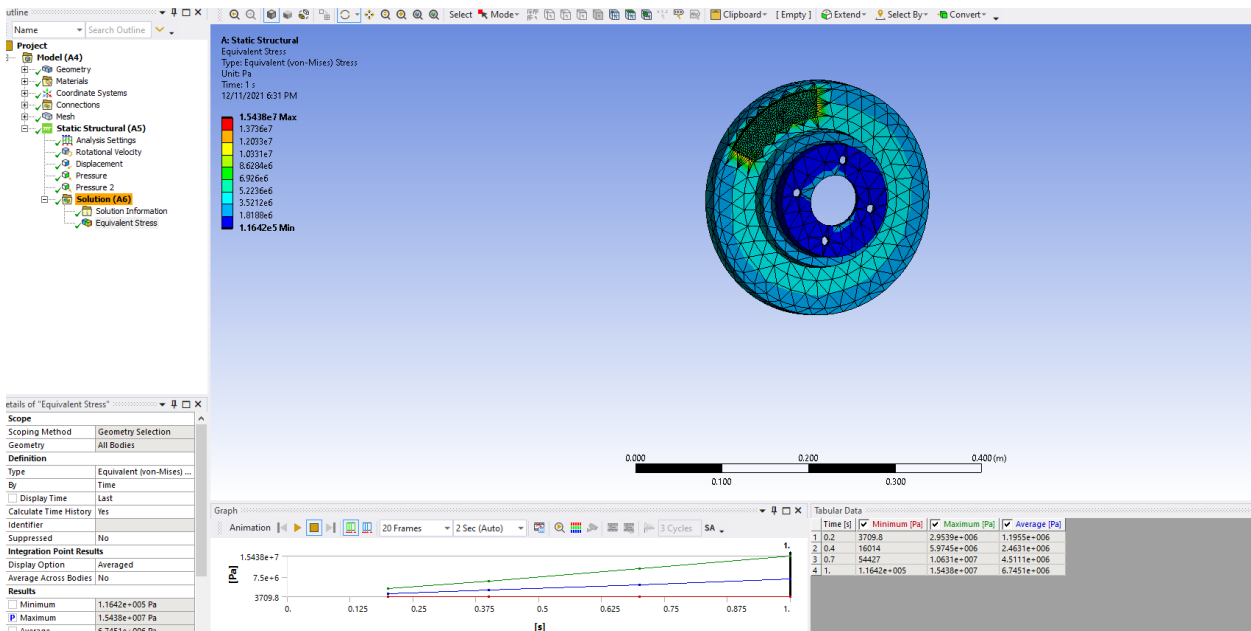 utline
Select Mode Clipboard [ Empty ] Extend Select By Convert
Name Search Outline
Project
Model (A4)
Geometry
Materials
Coordinate Systems
Connections
Mesh
Static Structural (A5)
Analysis Settings
Rotational Velocity
Displacement
Pressure
Pressure 2
Solution (A6)
Solution Information
Equivalent Stress
A: Static Structural
Equivalent Stress
Type: Equivalent (von-Mises) Stress
Unit: Pa
Time: 1 s
12/11/2021 6:31 PM
1.5438e7 Max
1.3736e7
1.2033e7
1.0331e7
8.6284e6
6.926e6
5.2236e6
3.5212e6
1.8188e6
1.1642e5 Min
0.000 0.200 0.400 (m)
0.100 0.300
etails of "Equivalent Stress"
Scope
Scoping Method Geometry Selection
Geometry All Bodies
Definition
Type Equivalent (von-Mises) ...
By Time
Display Time Last
Calculate Time History Yes
Identifier
Suppressed No
Integration Point Results
Display Option Averaged
Average Across Bodies No
Results
Minimum 1.1642e+005 Pa
P Maximum 1.5438e+007 Pa
Average 6.7451e+006 Pa
Graph
Animation 20 Frames 2 Sec (Auto) 3 Cycles SA
1.
1.5438e+7
7.5e+6
3709.8
[Pa]
0. 0.125 0.25 0.375 0.5 0.625 0.75 0.875 1.
[s]
Tabular Data
Time [s] Minimum [Pa] Maximum [Pa] Average [Pa]
1 0.2 3709.8 2.9539e+006 1.1955e+006
2 0.4 16014 5.9745e+006 2.4631e+006
3 0.7 54427 1.0631e+007 4.5111e+006
4 1. 1.1642e+005 1.5438e+007 6.7451e+006